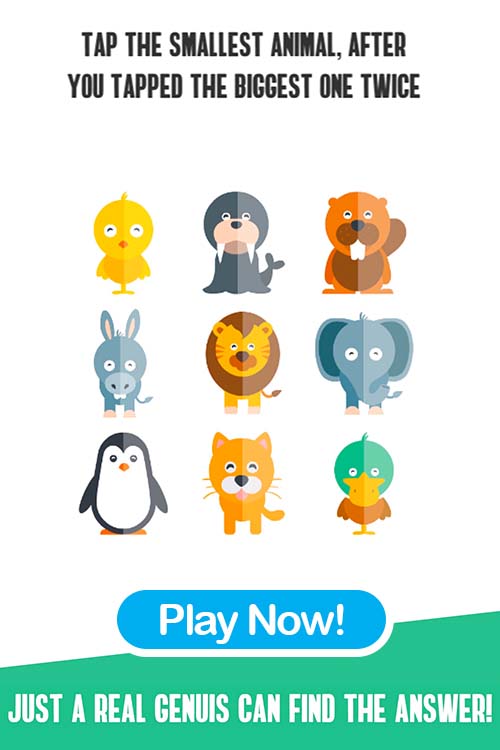 TAP THE SMALLEST ANIMAL, AFTER
YOU TAPPED THE BIGGEST ONE TWICE
Play Now!
JUST A REAL GENUIS CAN FIND THE ANSWER!